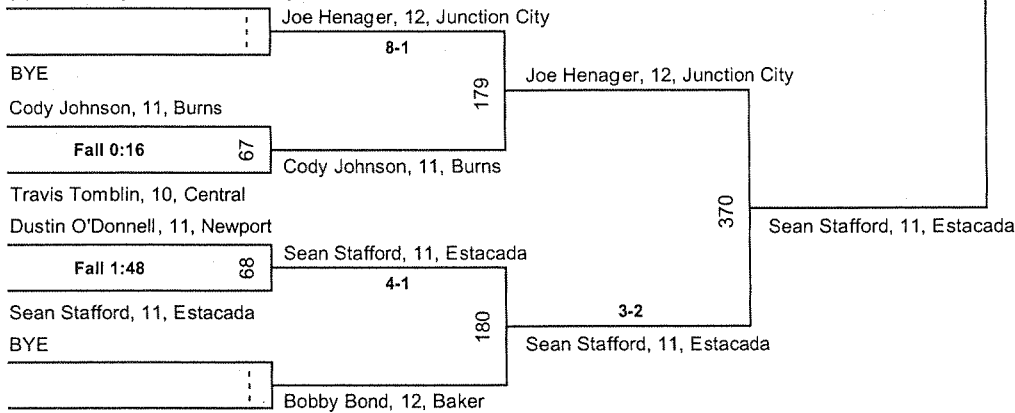 Joe Henager, 12, Junction City
8-1
BYE
179
Joe Henager, 12, Junction City
Cody Johnson, 11, Burns
Fall 0:16
67
Cody Johnson, 11, Burns
Travis Tomblin, 10, Central
370
Sean Stafford, 11, Estacada
Dustin O'Donnell, 11, Newport
Sean Stafford, 11, Estacada
Fall 1:48
68
4-1
Sean Stafford, 11, Estacada
180
3-2
Sean Stafford, 11, Estacada
BYE
Bobby Bond, 12, Baker